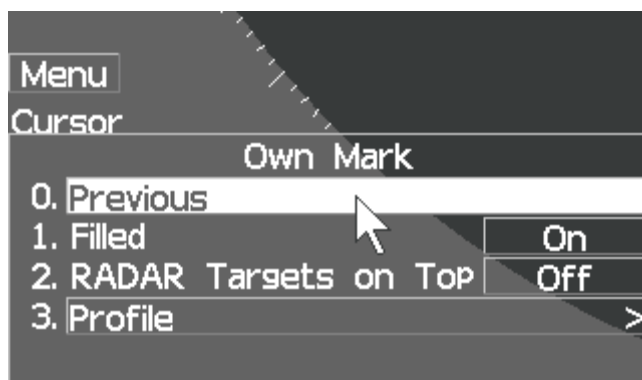 Menu
Cursor
Own Mark
0. Previous
1. Filled On
2. RADAR Targets on Top Off
3. Profile >